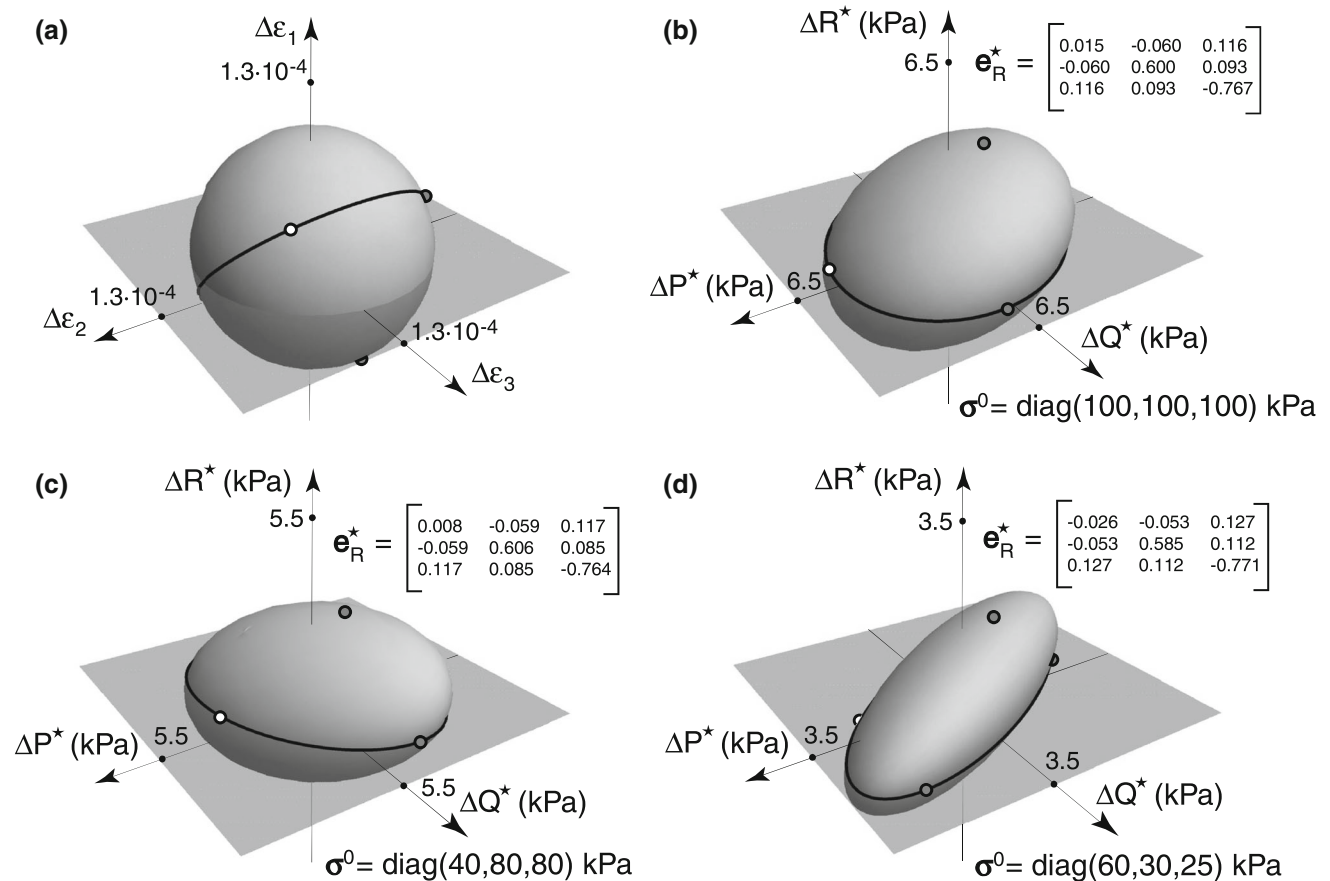 (a)
Δε₁
1.3·10⁻⁴
1.3·10⁻⁴
Δε₂
1.3·10⁻⁴
Δε₃
(b)
ΔR★ (kPa)
6.5
e★R =
0.015 -0.060 0.116
-0.060 0.600 0.093
0.116 0.093 -0.767
ΔP★ (kPa)
6.5
6.5
ΔQ★ (kPa)
σ⁰= diag(100,100,100) kPa
(c)
ΔR★ (kPa)
5.5
e★R =
0.008 -0.059 0.117
-0.059 0.606 0.085
0.117 0.085 -0.764
ΔP★ (kPa)
5.5
5.5
ΔQ★ (kPa)
σ⁰= diag(40,80,80) kPa
(d)
ΔR★ (kPa)
3.5
e★R =
-0.026 -0.053 0.127
-0.053 0.585 0.112
0.127 0.112 -0.771
ΔP★ (kPa)
3.5
3.5
ΔQ★ (kPa)
σ⁰= diag(60,30,25) kPa